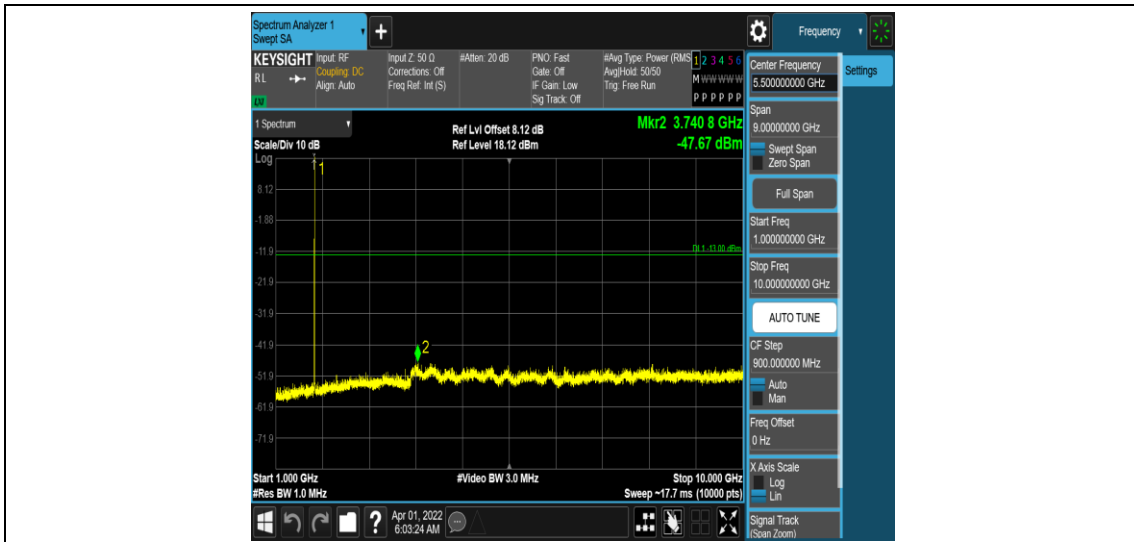 Spectrum Analyzer 1
Swept SA
+
Frequency
KEYSIGHT
RL
LXI
Input: RF
Coupling: DC
Align: Auto
Input Z: 50 Ω
Corrections: Off
Freq Ref: Int (S)
#Atten: 20 dB
PNO: Fast
Gate: Off
IF Gain: Low
Sig Track: Off
#Avg Type: Power (RMS
Avg|Hold: 50/50
Trig: Free Run
1 2 3 4 5 6
M W W W W W
P P P P P P
Center Frequency
5.500000000 GHz
Settings
Span
9.00000000 GHz
Swept Span
Zero Span
Full Span
Start Freq
1.000000000 GHz
Stop Freq
10.000000000 GHz
AUTO TUNE
CF Step
900.000000 MHz
Auto
Man
Freq Offset
0 Hz
X Axis Scale
Log
Lin
Signal Track
(Span Zoom)
1 Spectrum
Scale/Div 10 dB
Log
Ref Lvl Offset 8.12 dB
Ref Level 18.12 dBm
Mkr2 3.740 8 GHz
-47.67 dBm
1
8.12
-1.88
-11.9
DL1 -13.00 dBm
-21.9
-31.9
-41.9
2
-51.9
-61.9
-71.9
Start 1.000 GHz
#Video BW 3.0 MHz
Stop 10.000 GHz
#Res BW 1.0 MHz
Sweep ~17.7 ms (10000 pts)
?
Apr 01, 2022
6:03:24 AM